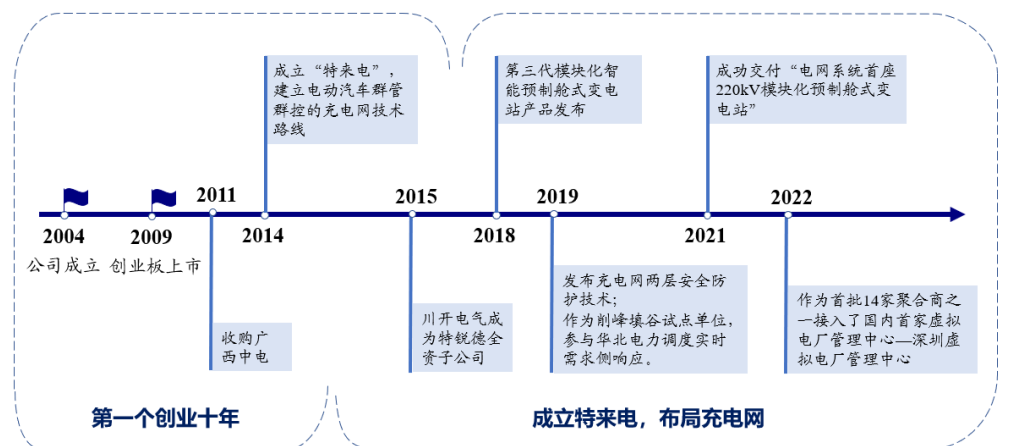 成立“特来电”，
建立电动汽车群管
群控的充电网技术
路线
第三代模块化智
能预制舱式变电
站产品发布
成功交付“电网系统首座
220kV模块化预制舱式变
电站”
2011
2015
2019
2022
2004
2009
2014
2018
2021
公司成立
创业板上市
收购广
西中电
川开电气成
为特锐德全
资子公司
发布充电网两层安全防
护技术；
作为削峰填谷试点单位，
参与华北电力调度实时
需求侧响应。
作为首批14家聚合商之
一接入了国内首家虚拟
电厂管理中心—深圳虚
拟电厂管理中心
第一个创业十年
成立特来电，布局充电网